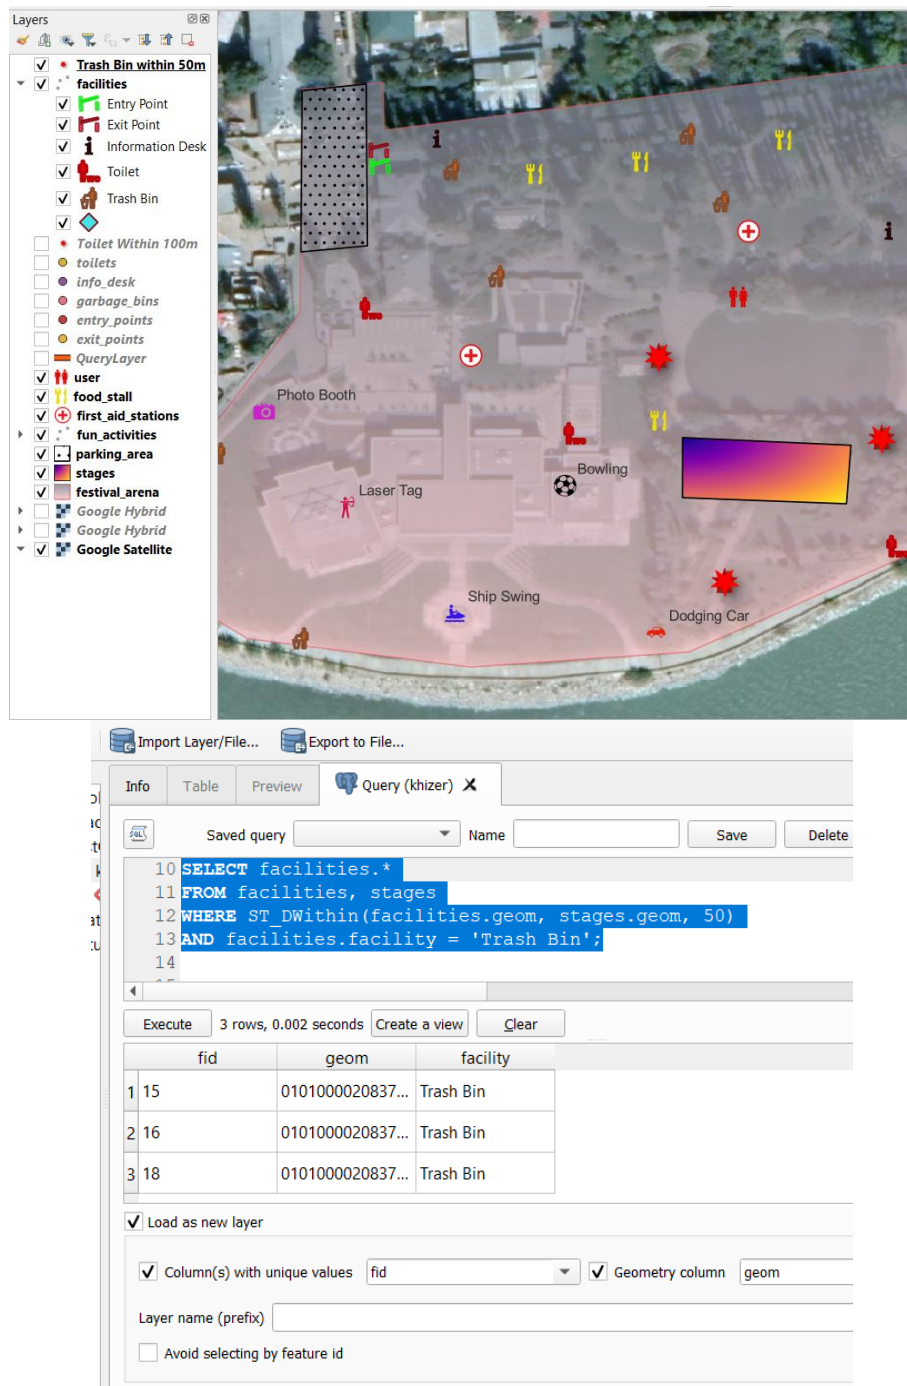 Layers
Trash Bin within 50m
facilities
Entry Point
Exit Point
Information Desk
Toilet
Trash Bin
Toilet Within 100m
toilets
info_desk
garbage_bins
entry_points
exit_points
QueryLayer
user
food_stall
first_aid_stations
fun_activities
parking_area
stages
festival_arena
Google Hybrid
Google Hybrid
Google Satellite
Photo Booth
Laser Tag
Bowling
Ship Swing
Dodging Car
Import Layer/File... Export to File...
Info Table Preview Query (khizer)
Saved query Name Save Delete
10 SELECT facilities.*
11 FROM facilities, stages
12 WHERE ST_DWithin(facilities.geom, stages.geom, 50)
13 AND facilities.facility = 'Trash Bin';
14
Execute 3 rows, 0.002 seconds Create a view Clear
fid geom facility
1 15 0101000020837... Trash Bin
2 16 0101000020837... Trash Bin
3 18 0101000020837... Trash Bin
Load as new layer
Column(s) with unique values fid Geometry column geom
Layer name (prefix)
Avoid selecting by feature id